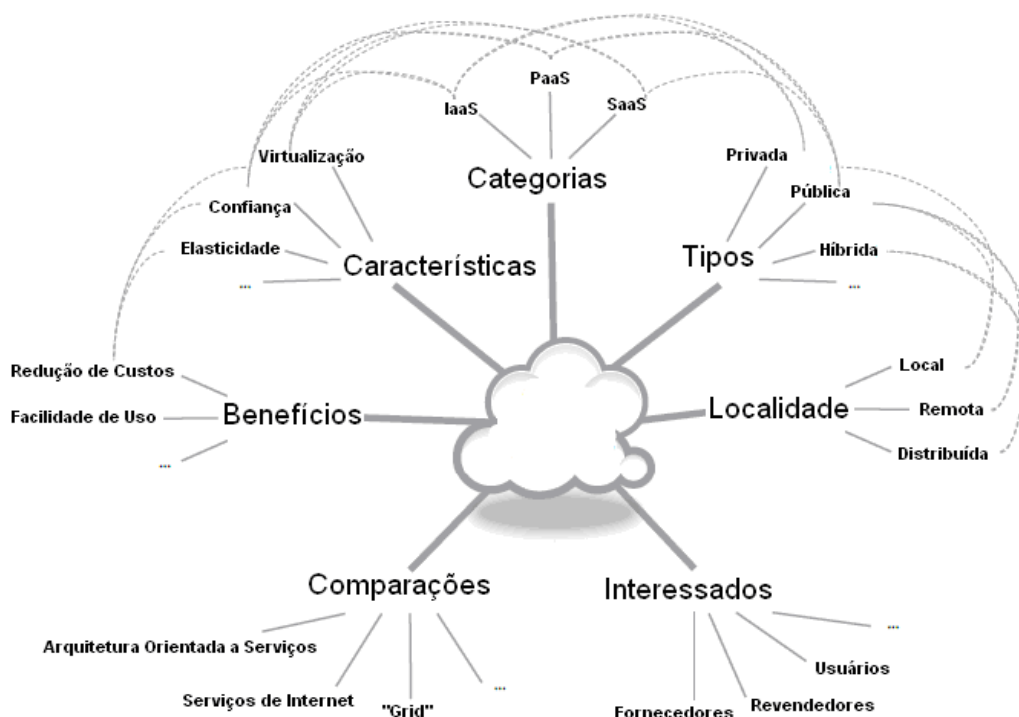 PaaS
IaaS
SaaS
Categorias
Virtualização
Confiança
Elasticidade
...
Características
Privada
Pública
Híbrida
...
Tipos
Redução de Custos
Facilidade de Uso
...
Benefícios
Local
Remota
Distribuída
Localidade
Comparações
Arquitetura Orientada a Serviços
Serviços de Internet
"Grid"
...
Interessados
...
Usuários
Revendedores
Fornecedores